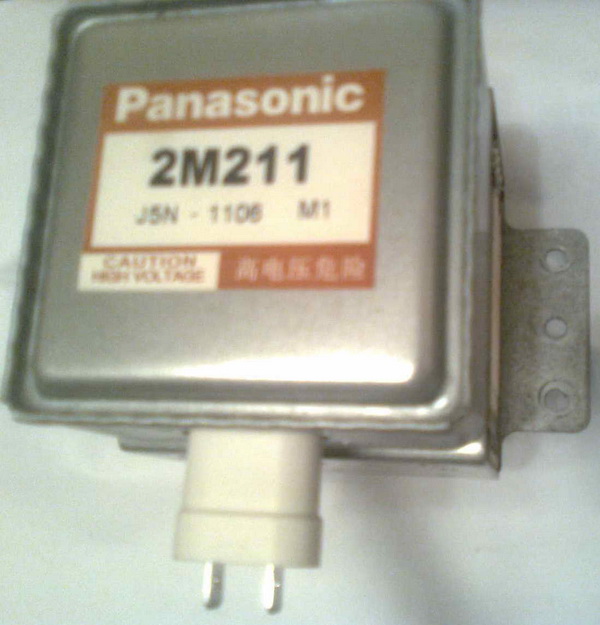 Panasonic
2M211
J5N - 1106 M1
CAUTION
HIGH VOLTAGE
高电压危险